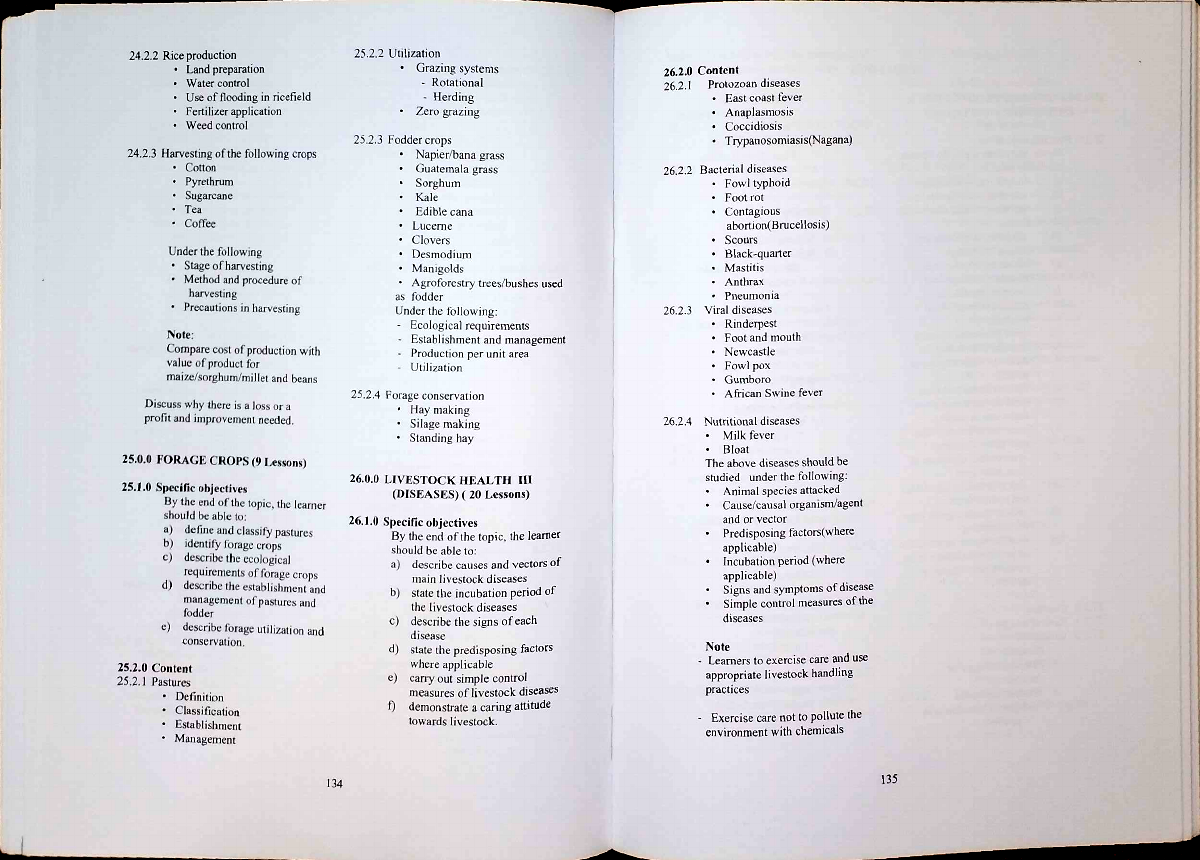 24.2.2 Rice production
• Land preparation
• Water control
• Use of flooding in ricefield
• Fertilizer application
• Weed control
24.2.3 Harvesting of the following crops
• Cotton
• Pyrethrum
• Sugarcane
• Tea
• Coffee
Under the following
• Stage of harvesting
• Method and procedure of
harvesting
• Precautions in harvesting
Note:
Compare cost of production with
value of product for
maize/sorghum/millet and beans
Discuss why there is a loss or a
profit and improvement needed.
25.0.0 FORAGE CROPS (9 Lessons)
25.1.0 Specific objectives
By the end of the topic, the learner
should be able to:
a) define and classify pastures
b) identify forage crops
c) describe the ecological
requirements of forage crops
d) describe the establishment and
management of pastures and
fodder
e) describe forage utilization and
conservation.
25.2.0 Content
25.2.1 Pastures
• Definition
• Classification
• Establishment
• Management
25.2.2 Utilization
• Grazing systems
- Rotational
- Herding
• Zero grazing
25.2.3 Fodder crops
• Napier/bana grass
• Guatemala grass
• Sorghum
• Kale
• Edible cana
• Lucerne
• Clovers
• Desmodium
• Manigolds
• Agroforestry trees/bushes used
as fodder
Under the following:
- Ecological requirements
- Establishment and management
- Production per unit area
- Utilization
25.2.4 Forage conservation
• Hay making
• Silage making
• Standing hay
26.0.0 LIVESTOCK HEALTH III
(DISEASES) ( 20 Lessons)
26.1.0 Specific objectives
By the end of the topic, the learner
should be able to:
a) describe causes and vectors of
main livestock diseases
b) state the incubation period of
the livestock diseases
c) describe the signs of each
disease
d) state the predisposing factors
where applicable
e) carry out simple control
measures of livestock diseases
f) demonstrate a caring attitude
towards livestock.
134
26.2.0 Content
26.2.1 Protozoan diseases
• East coast fever
• Anaplasmosis
• Coccidiosis
• Trypanosomiasis(Nagana)
26.2.2 Bacterial diseases
• Fowl typhoid
• Foot rot
• Contagious
abortion(Brucellosis)
• Scours
• Black-quarter
• Mastitis
• Anthrax
• Pneumonia
26.2.3 Viral diseases
• Rinderpest
• Foot and mouth
• Newcastle
• Fowl pox
• Gumboro
• African Swine fever
26.2.4 Nutritional diseases
• Milk fever
• Bloat
The above diseases should be
studied under the following:
• Animal species attacked
• Cause/causal organism/agent
and or vector
• Predisposing factors(where
applicable)
• Incubation period (where
applicable)
• Signs and symptoms of disease
• Simple control measures of the
diseases
Note
- Learners to exercise care and use
appropriate livestock handling
practices
- Exercise care not to pollute the
environment with chemicals
135